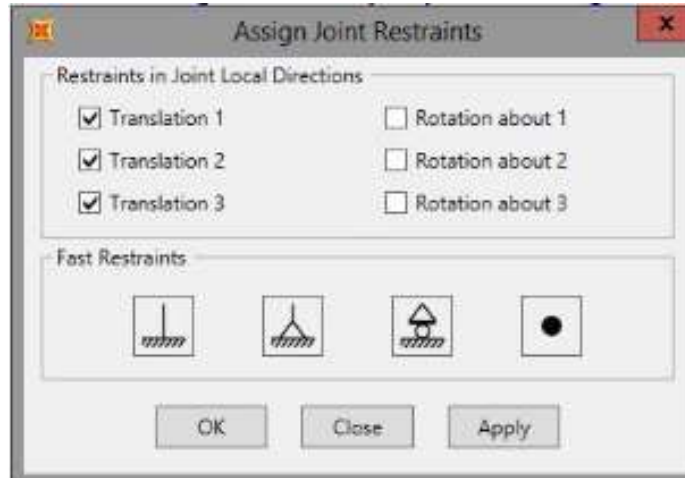 Assign Joint Restraints
x
Restraints in Joint Local Directions
Translation 1
Rotation about 1
Translation 2
Rotation about 2
Translation 3
Rotation about 3
Fast Restraints
OK
Close
Apply